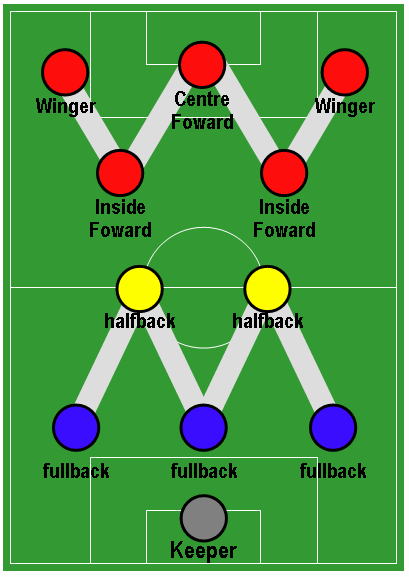 Winger
Centre
Foward
Winger
Inside
Foward
Inside
Foward
halfback
halfback
fullback
fullback
fullback
Keeper